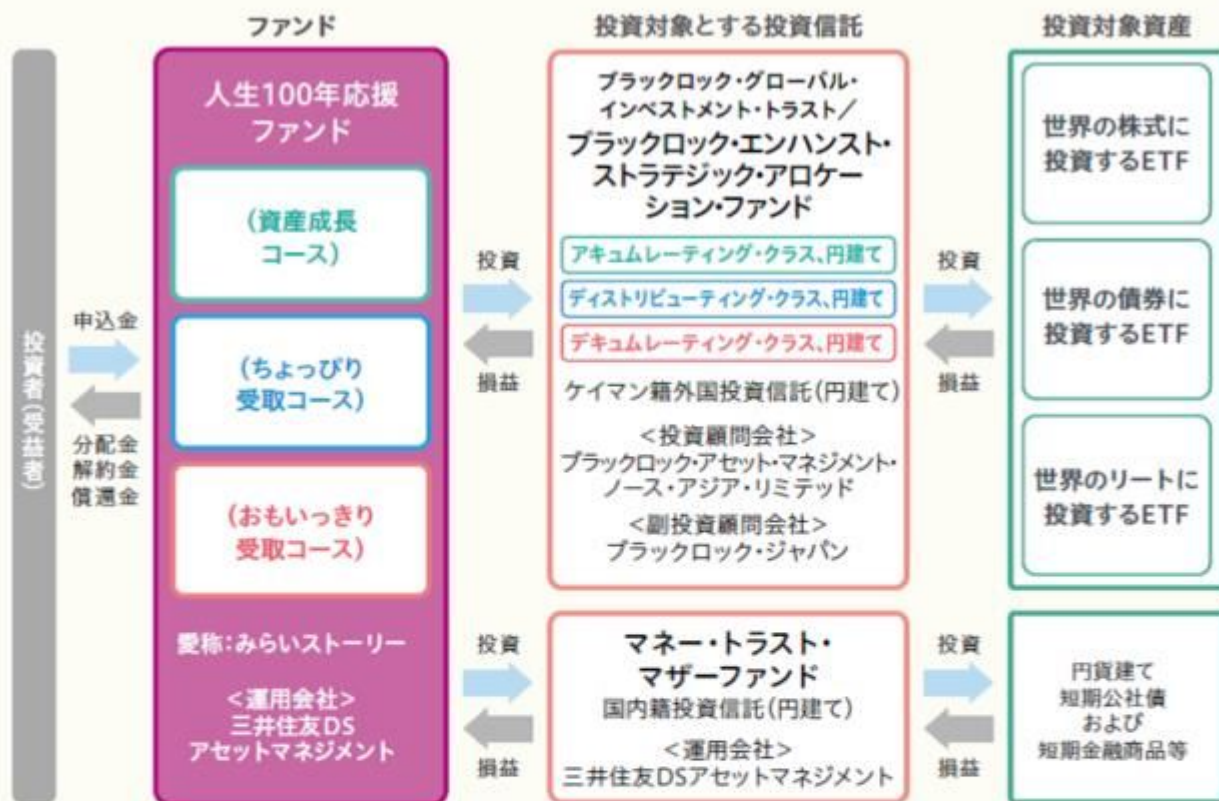 ファンド
投資対象とする投資信託
投資対象資産
投資者(受益者)
申込金
分配金
解約金
償還金
人生100年応援
ファンド
(資産成長
コース)
(ちょっぴり
受取コース)
(おもいっきり
受取コース)
愛称:みらいストーリー
<運用会社>
三井住友DS
アセットマネジメント
投資
損益
投資
損益
ブラックロック・グローバル・
インベストメント・トラスト/
ブラックロック・エンハンスト・
ストラテジック・アロケー
ション・ファンド
アキュムレーティング・クラス、円建て
ディストリビューティング・クラス、円建て
デキュムレーティング・クラス、円建て
ケイマン籍外国投資信託(円建て)
<投資顧問会社>
ブラックロック・アセット・マネジメント・
ノース・アジア・リミテッド
<副投資顧問会社>
ブラックロック・ジャパン
マネー・トラスト・
マザーファンド
国内籍投資信託(円建て)
<運用会社>
三井住友DSアセットマネジメント
投資
損益
投資
損益
世界の株式に
投資するETF
世界の債券に
投資するETF
世界のリートに
投資するETF
円貨建て
短期公社債
および
短期金融商品等